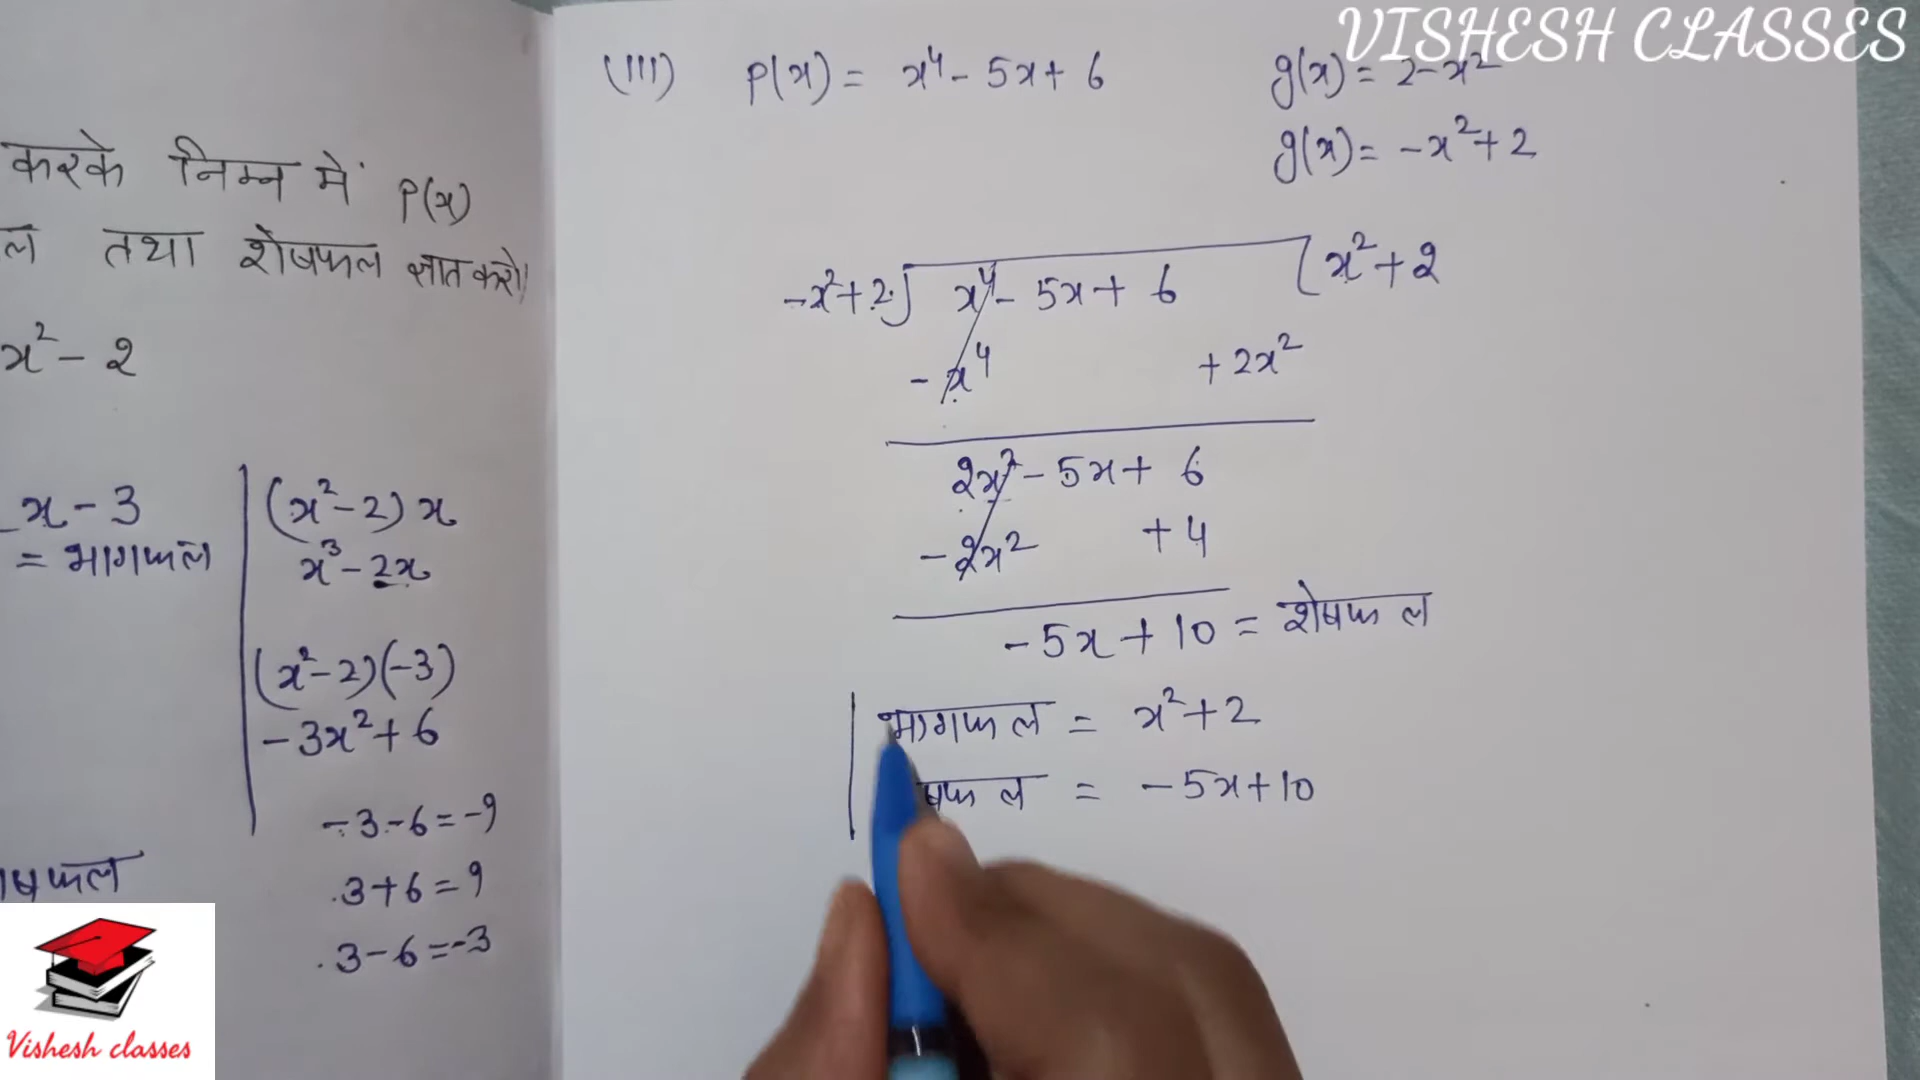 VISHESH CLASSES
करके निम्न में P(x)
ल तथा शेषफल ज्ञात करो।
x² - 2
x - 3
= भागफल
(x² - 2) x
x³ - 2x
(x² - 2)(-3)
-3x² + 6
-3 - 6 = -9
3 + 6 = 9
3 - 6 = -3
षफल
(III) P(x) = x⁴ - 5x + 6 g(x) = 2 - x²
g(x) = -x² + 2
-x² + 2 ) x⁴ - 5x + 6 ( x² + 2
- x⁴ + 2x²
2x² - 5x + 6
- 2x² + 4
-5x + 10 = शेषफल
भागफल = x² + 2
षफल = -5x + 10
Vishesh classes